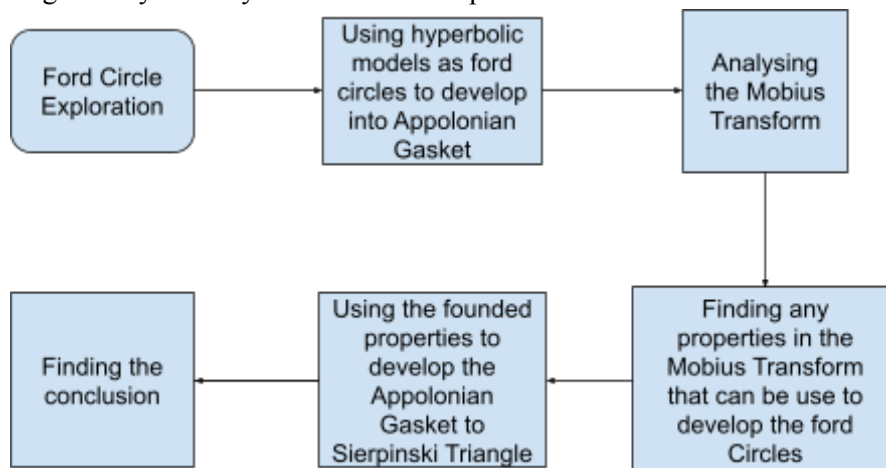 Ford Circle
Exploration
Using hyperbolic
models as ford
circles to develop
into Appolonian
Gasket
Analysing
the Mobius
Transform
Finding any
properties in the
Mobius Transform
that can be use to
develop the ford
Circles
Using the founded
properties to
develop the
Appolonian
Gasket to
Sierpinski Triangle
Finding the
conclusion